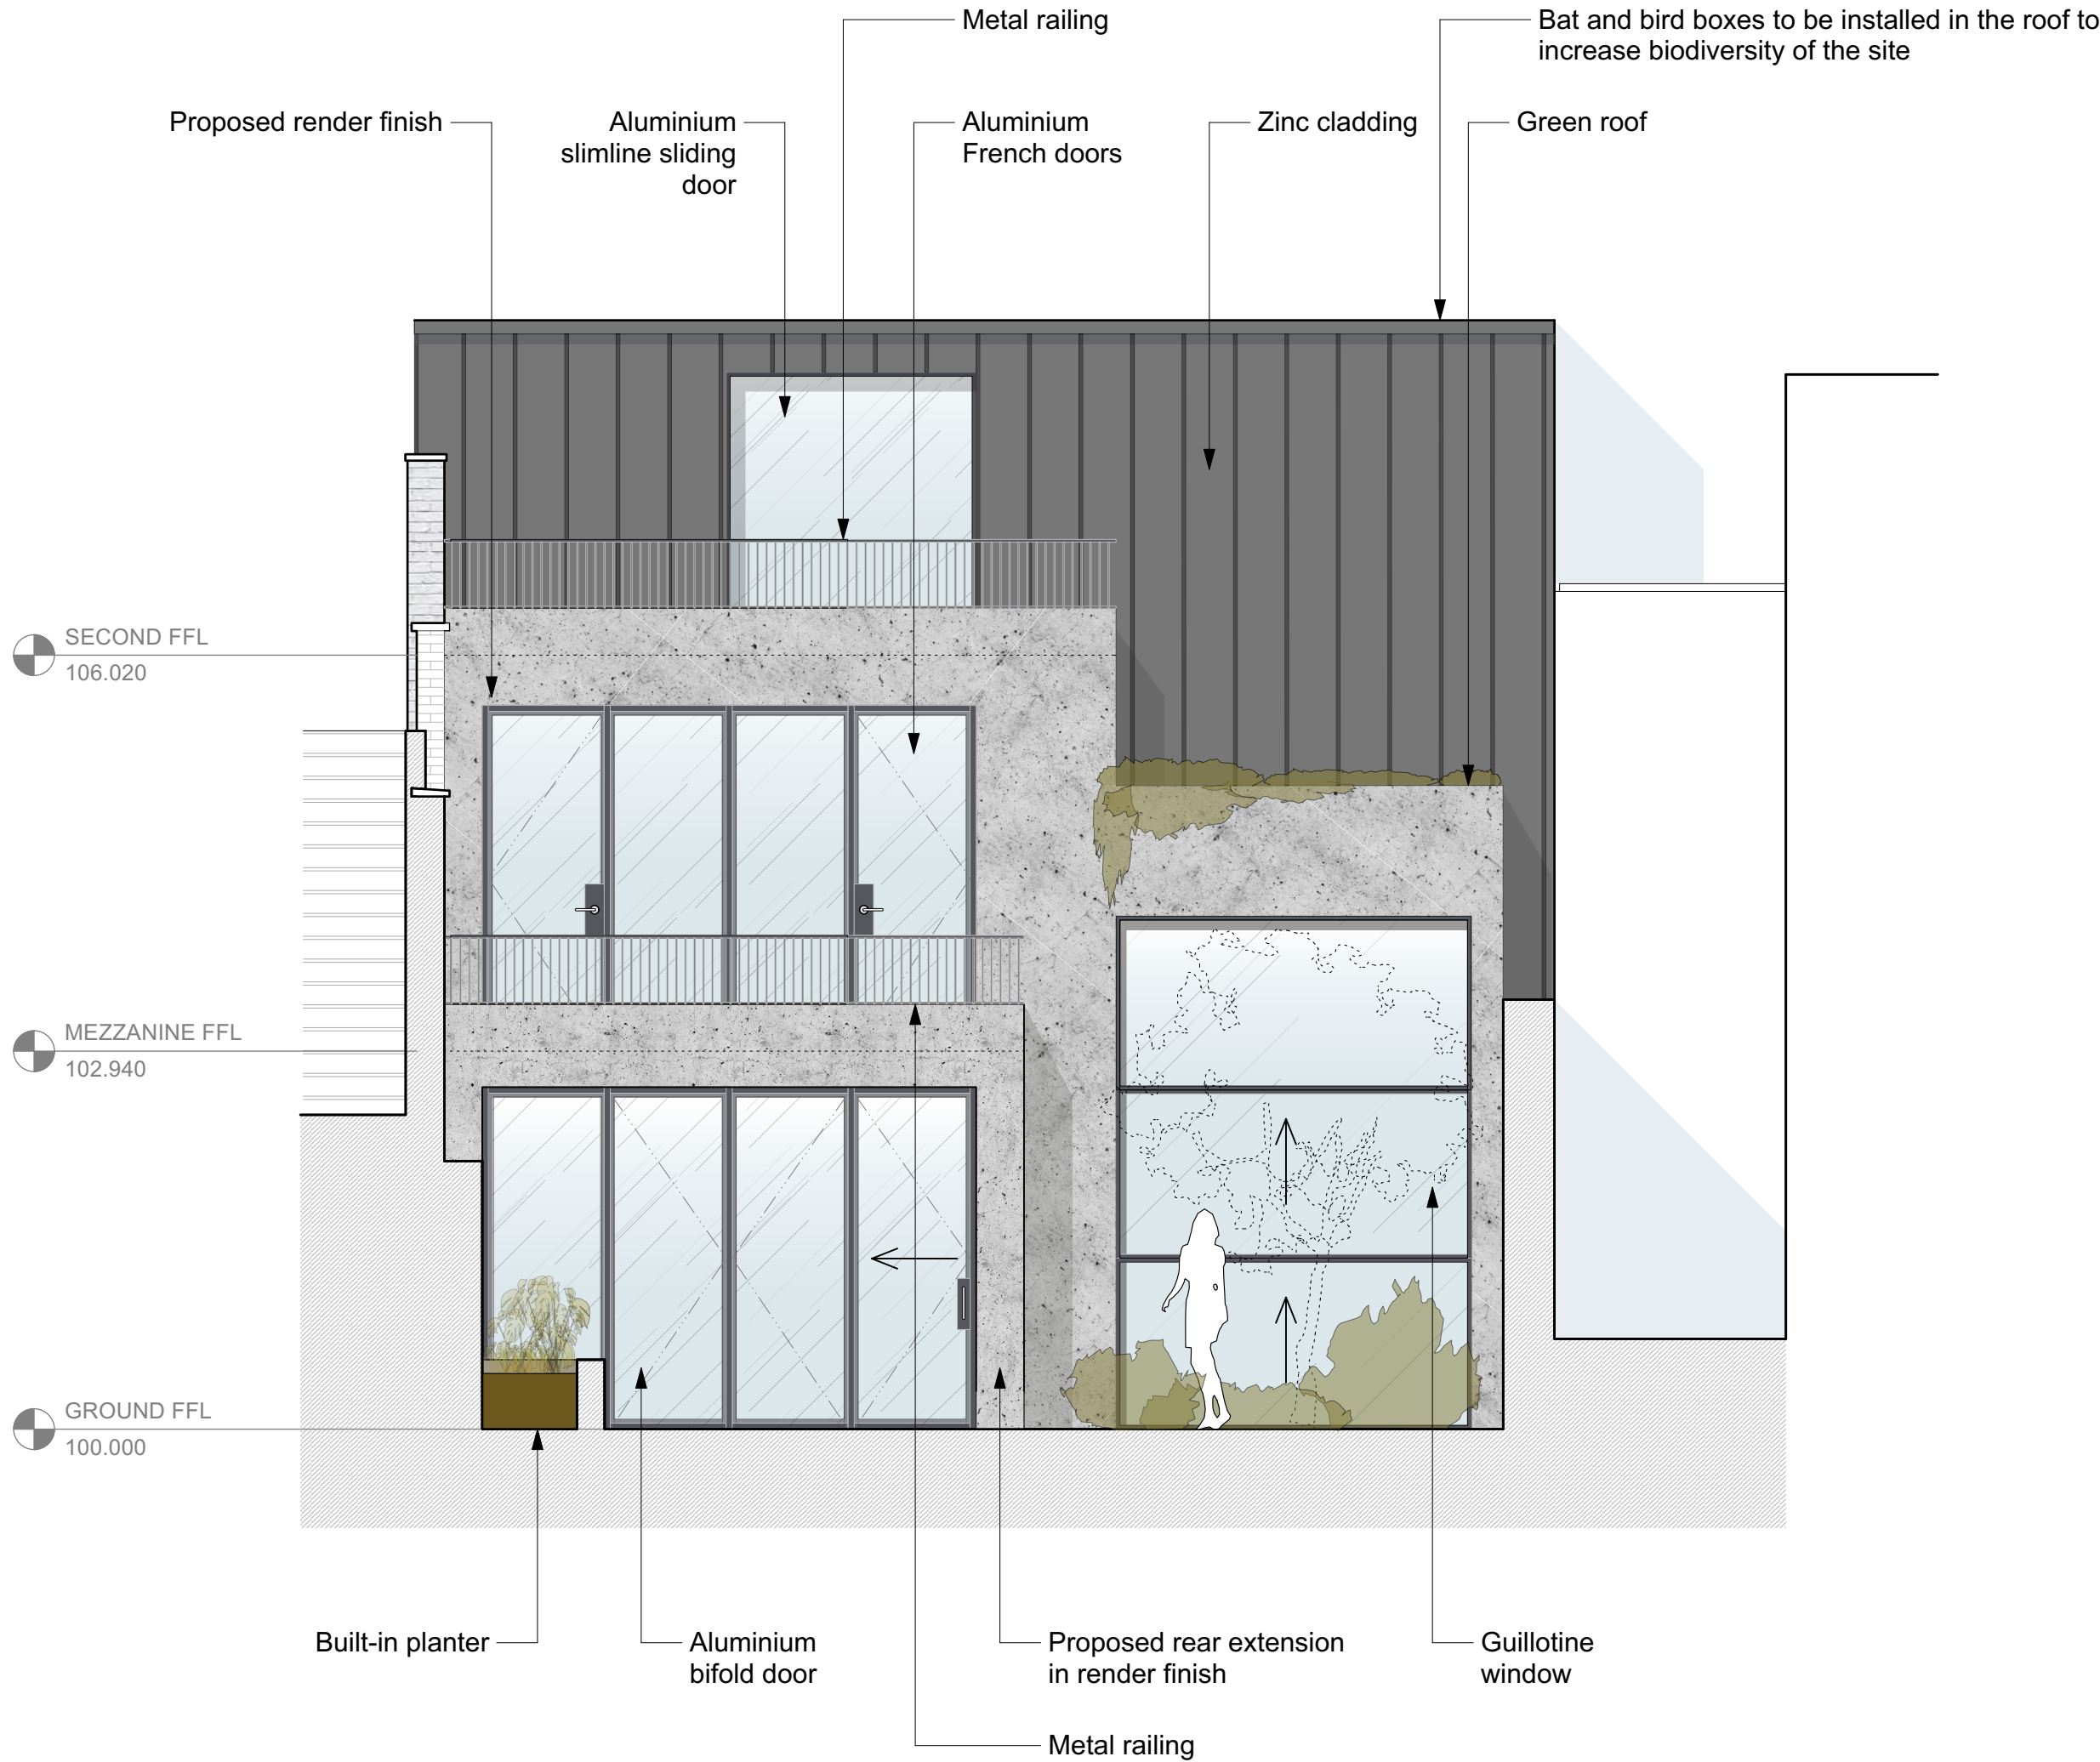 Metal railing
Bat and bird boxes to be installed in the roof to
increase biodiversity of the site
Proposed render finish
Aluminium
slimline sliding
door
Aluminium
French doors
Zinc cladding
Green roof
SECOND FFL
106.020
MEZZANINE FFL
102.940
GROUND FFL
100.000
Built-in planter
Aluminium
bifold door
Proposed rear extension
in render finish
Guillotine
window
Metal railing